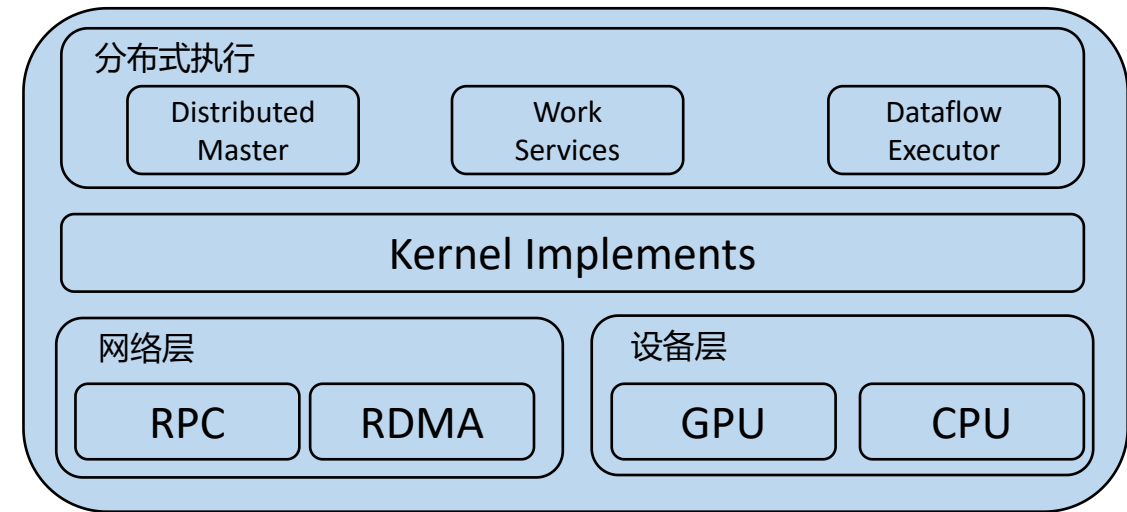 分布式执行
Distributed
Master
Work
Services
Dataflow
Executor
Kernel Implements
网络层
RPC
RDMA
设备层
GPU
CPU